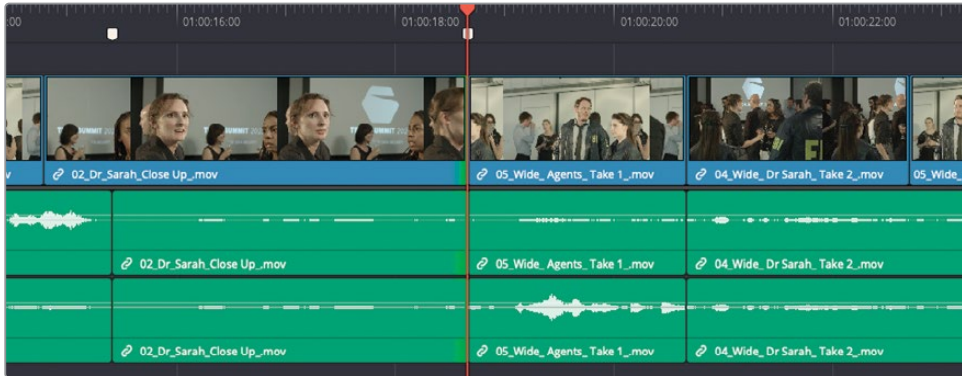 :00
01:00:16:00
01:00:18:00
01:00:20:00
01:00:22:00
v
02_Dr_Sarah_Close Up_.mov
05_Wide_ Agents_ Take 1_.mov
04_Wide_ Dr Sarah_ Take 2_.mov
05_Wide_
02_Dr_Sarah_Close Up_.mov
05_Wide_ Agents_ Take 1_.mov
04_Wide_ Dr Sarah_ Take 2_.mov
02_Dr_Sarah_Close Up_.mov
05_Wide_ Agents_ Take 1_.mov
04_Wide_ Dr Sarah_ Take 2_.mov